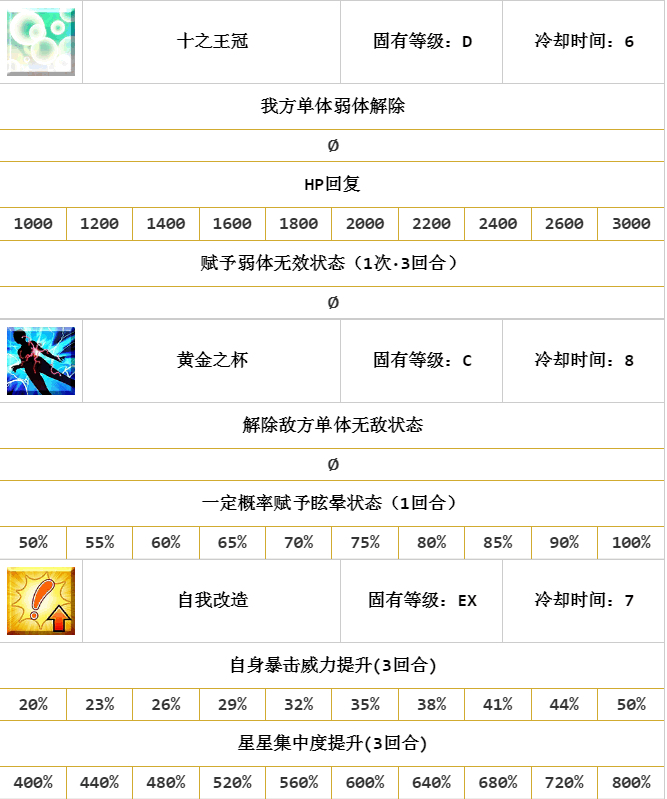 十之王冠 固有等级：D 冷却时间：6
我方单体弱体解除
Ø
HP回复
1000 1200 1400 1600 1800 2000 2200 2400 2600 3000
赋予弱体无效状态（1次·3回合）
Ø
黄金之杯 固有等级：C 冷却时间：8
解除敌方单体无敌状态
Ø
一定概率赋予眩晕状态（1回合）
50% 55% 60% 65% 70% 75% 80% 85% 90% 100%
自我改造 固有等级：EX 冷却时间：7
自身暴击威力提升(3回合)
20% 23% 26% 29% 32% 35% 38% 41% 44% 50%
星星集中度提升(3回合)
400% 440% 480% 520% 560% 600% 640% 680% 720% 800%